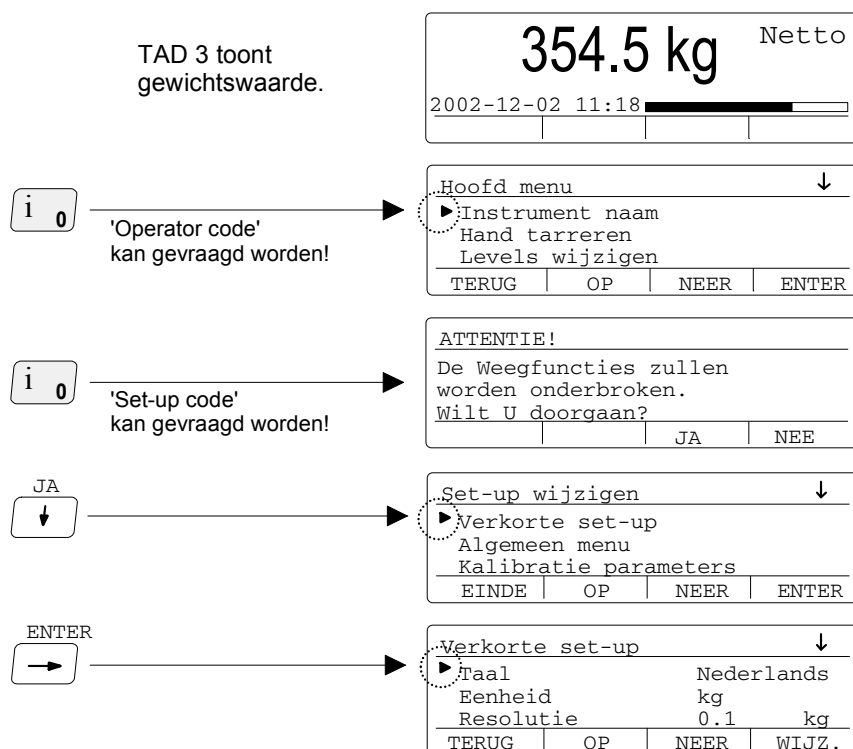 TAD 3 toont
gewichtswaarde.
354.5 kg Netto
2002-12-02 11:18
i 0
'Operator code'
kan gevraagd worden!
Hoofd menu ↓
Instrument naam
Hand tarreren
Levels wijzigen
TERUG OP NEER ENTER
i 0
'Set-up code'
kan gevraagd worden!
ATTENTIE!
De Weegfuncties zullen
worden onderbroken.
Wilt U doorgaan?
JA NEE
JA
Set-up wijzigen ↓
Verkorte set-up
Algemeen menu
Kalibratie parameters
EINDE OP NEER ENTER
ENTER
Verkorte set-up ↓
Taal Nederlands
Eenheid kg
Resolutie 0.1 kg
TERUG OP NEER WIJZ.